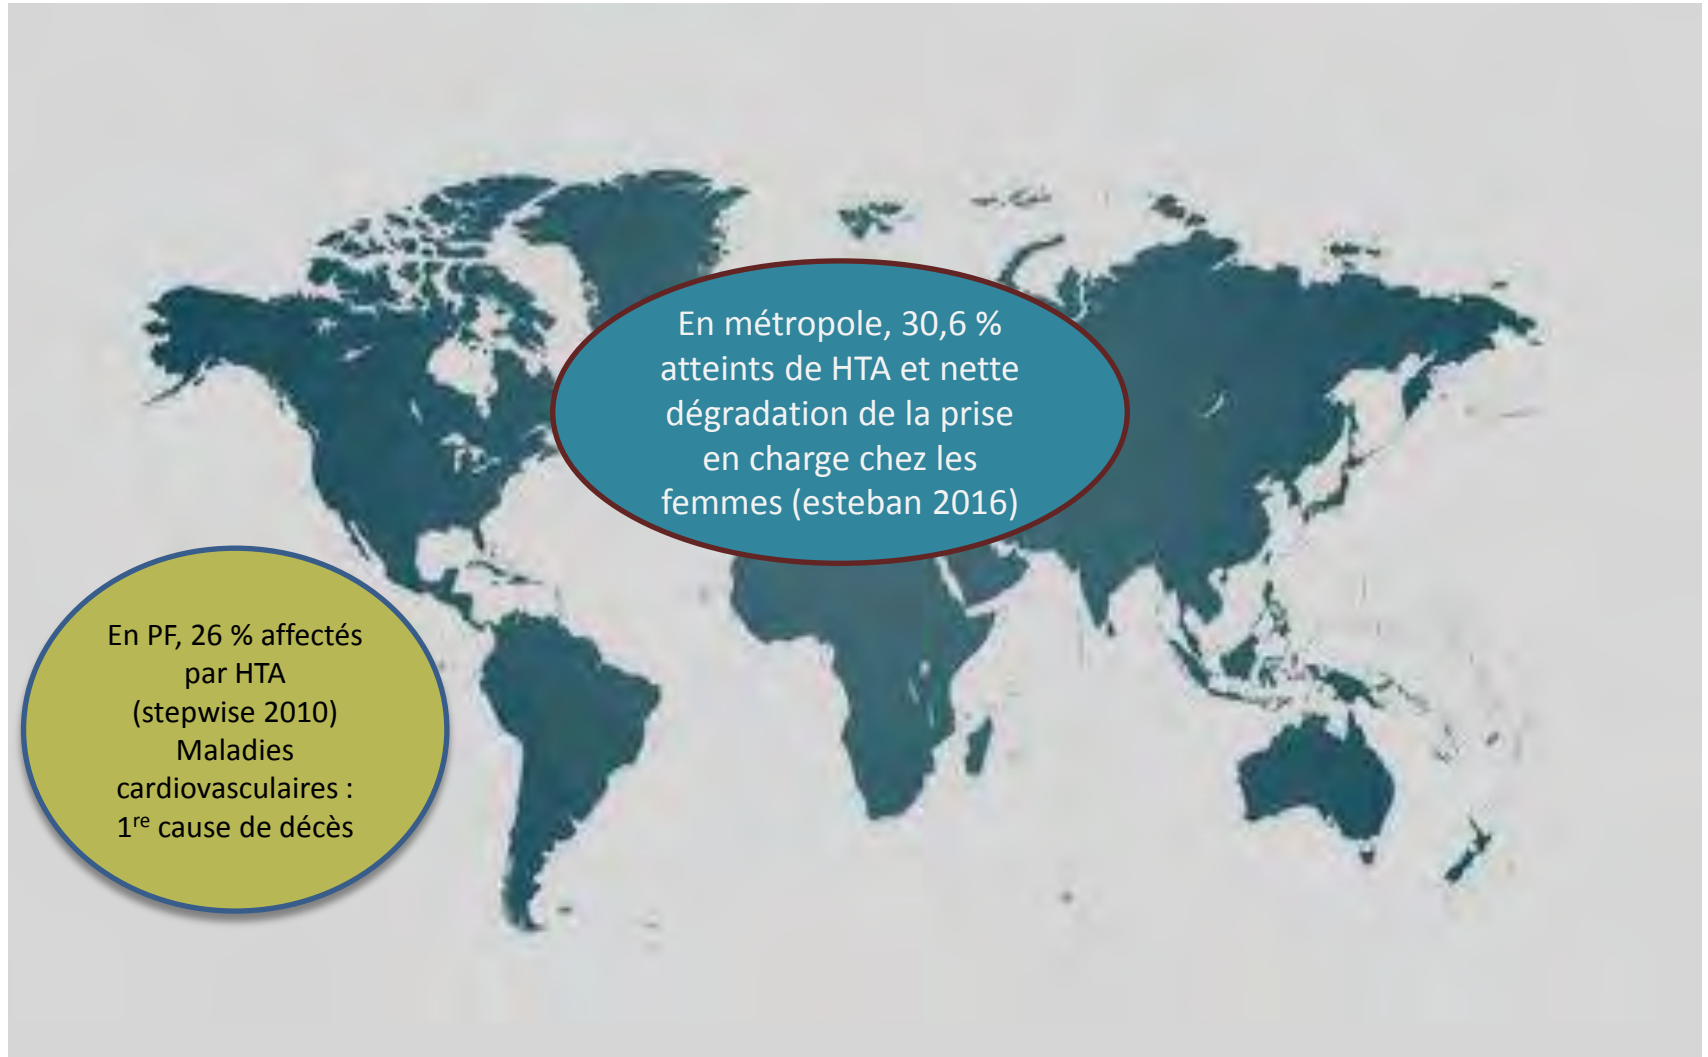 En métropole, 30,6 %
atteints de HTA et nette
dégradation de la prise
en charge chez les
femmes (esteban 2016)
En PF, 26 % affectés
par HTA
(stepwise 2010)
Maladies
cardiovasculaires :
1re cause de décès